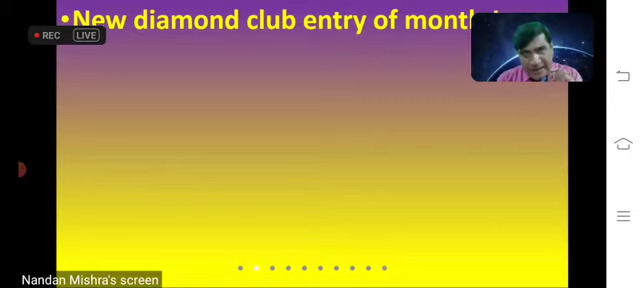 •New diamond club entry of month
REC LIVE
Nandan Mishra's screen